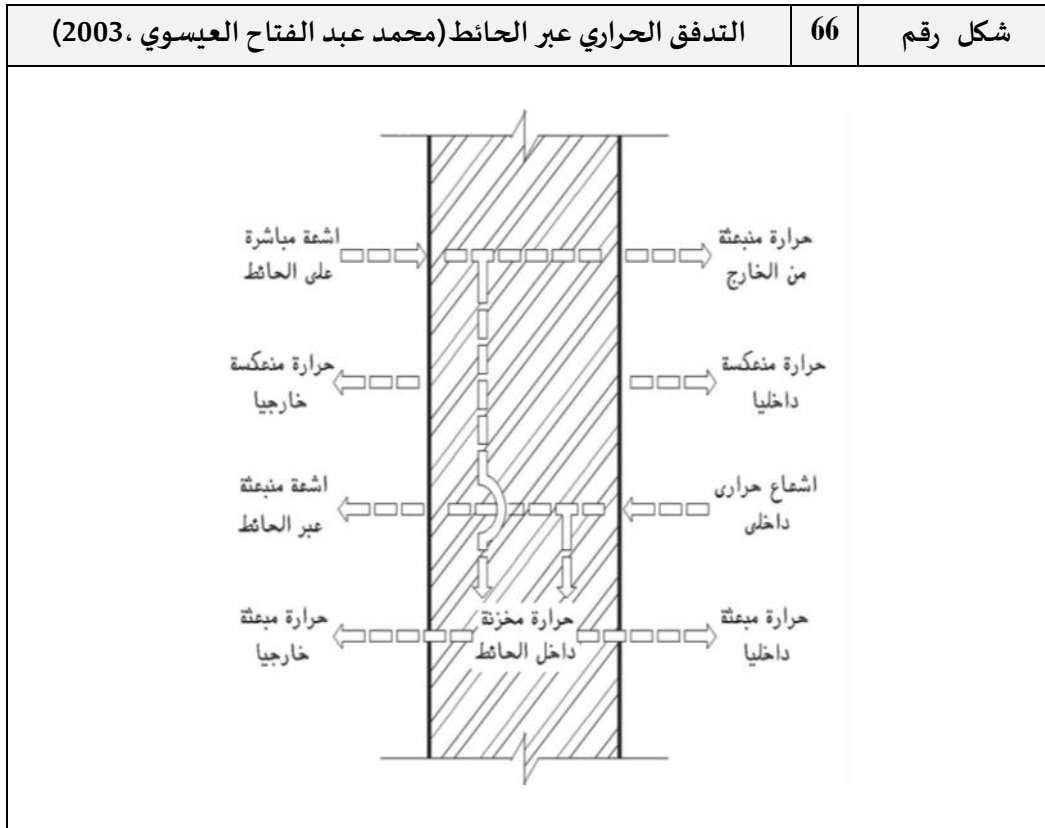 شكل رقم 66 التدفق الحراري عبر الحائط(محمد عبد الفتاح العيسوي ،2003)
حرارة منبعثة
من الخارج
اشعة مباشرة
على الحائط
حرارة منعكسة
داخليا
حرارة منعكسة
خارجيا
اشعاع حرارى
داخلى
اشعة منبعثة
عبر الحائط
حرارة مبعثة
داخليا
حرارة مخزنة
داخل الحائط
حرارة مبعثة
خارجيا